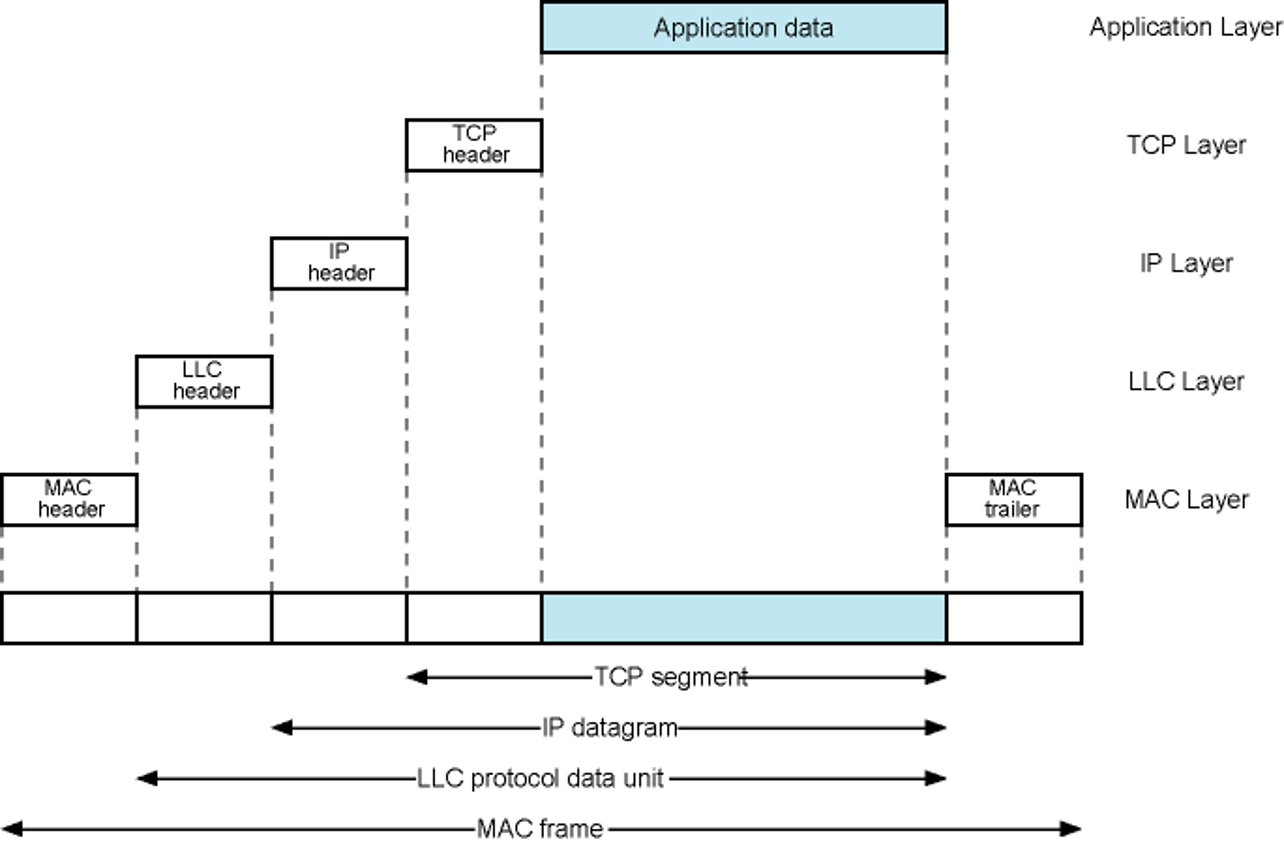 Application data
Application Layer
TCP
header
TCP Layer
IP
header
IP Layer
LLC
header
LLC Layer
MAC
header
MAC
trailer
MAC Layer
TCP segment
IP datagram
LLC protocol data unit
MAC frame